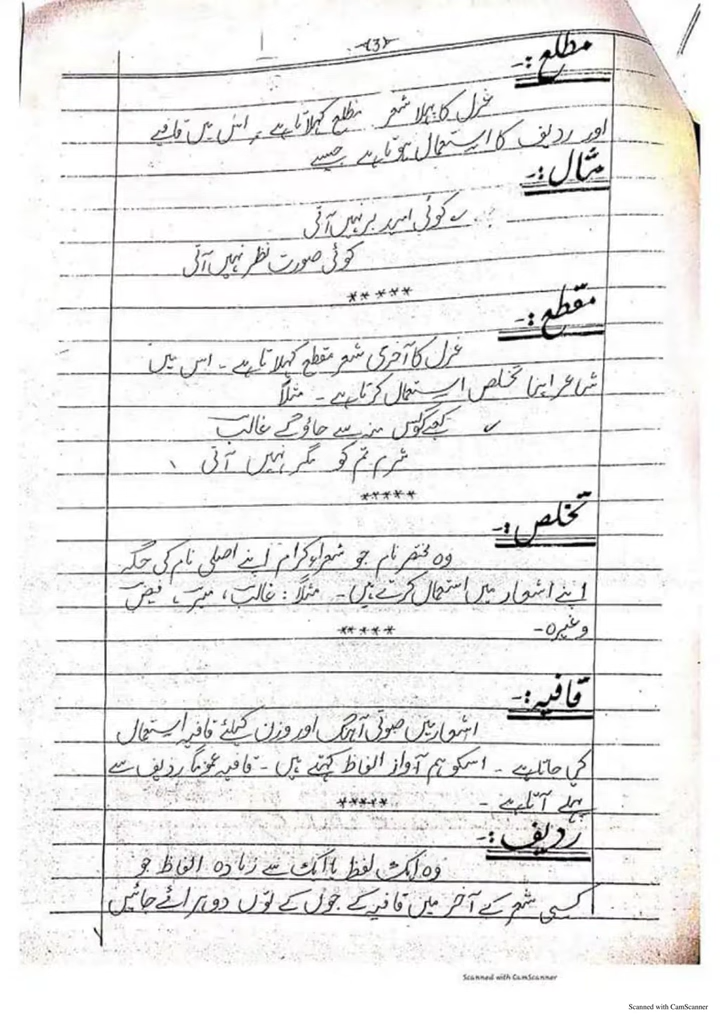 (3)
مطلع:-
غزل کا پہلا شعر مطلع کہلاتا ہے۔ اس میں قافیے
اور ردیف کا استعمال ہوتا ہے جیسے
مثال:-
کوئی امید بر نہیں آتی
کوئی صورت نظر نہیں آتی
*****
مقطع:-
غزل کا آخری شعر مقطع کہلاتا ہے۔ اس میں
شاعر اپنا تخلص استعمال کرتا ہے۔ مثلاً
کعبے کس منہ سے جاؤ گے غالب
شرم تم کو مگر نہیں آتی
*****
تخلص:-
وہ مختصر نام جو شعراء کرام اپنے اصلی نام کی جگہ
اپنے اشعار میں استعمال کرتے ہیں۔ مثلاً: غالب، میر، فیض
وغیرہ-
*****
قافیہ:-
اشعار میں صوتی آہنگ اور وزن کیلئے قافیہ استعمال
کی جاتا ہے۔ اسکو ہم آواز الفاظ کہتے ہیں۔ قافیہ عموماً ردیف سے
پہلے آتا ہے۔ *****
ردیف:-
وہ ایک لفظ یا ایک سے زیادہ الفاظ جو
کسی شعر کے آخر میں قافیہ کے جوں کے توں دوہرائے جائیں
Scanned with CamScanner
Scanned with CamScanner